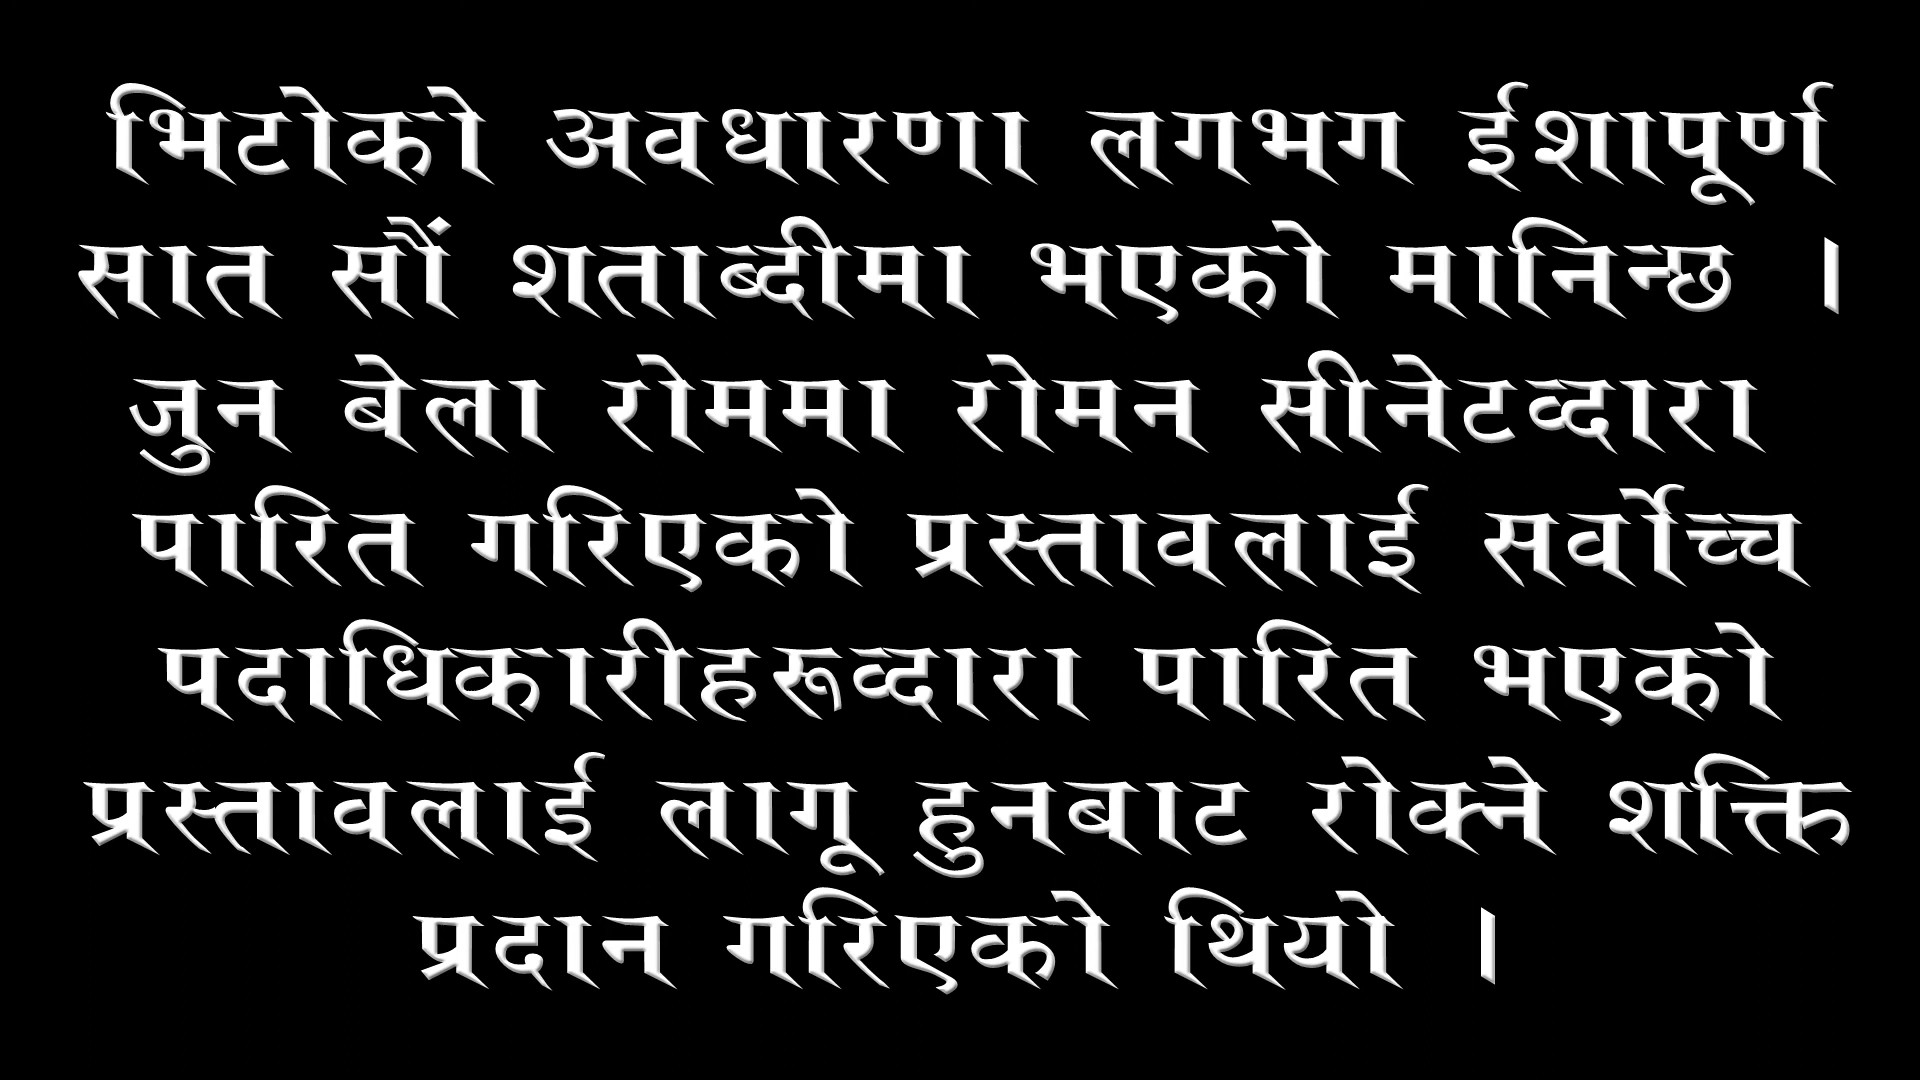 भिटोको अवधारणा लगभग ईशापूर्ण
सात सौं शताब्दीमा भएको मानिन्छ ।
जुन बेला रोममा रोमन सीनेटव्दारा
पारित गरिएको प्रस्तावलाई सर्वोच्च
पदाधिकारीहरूव्दारा पारित भएको
प्रस्तावलाई लागू हुनबाट रोक्ने शक्ति
प्रदान गरिएको थियो ।